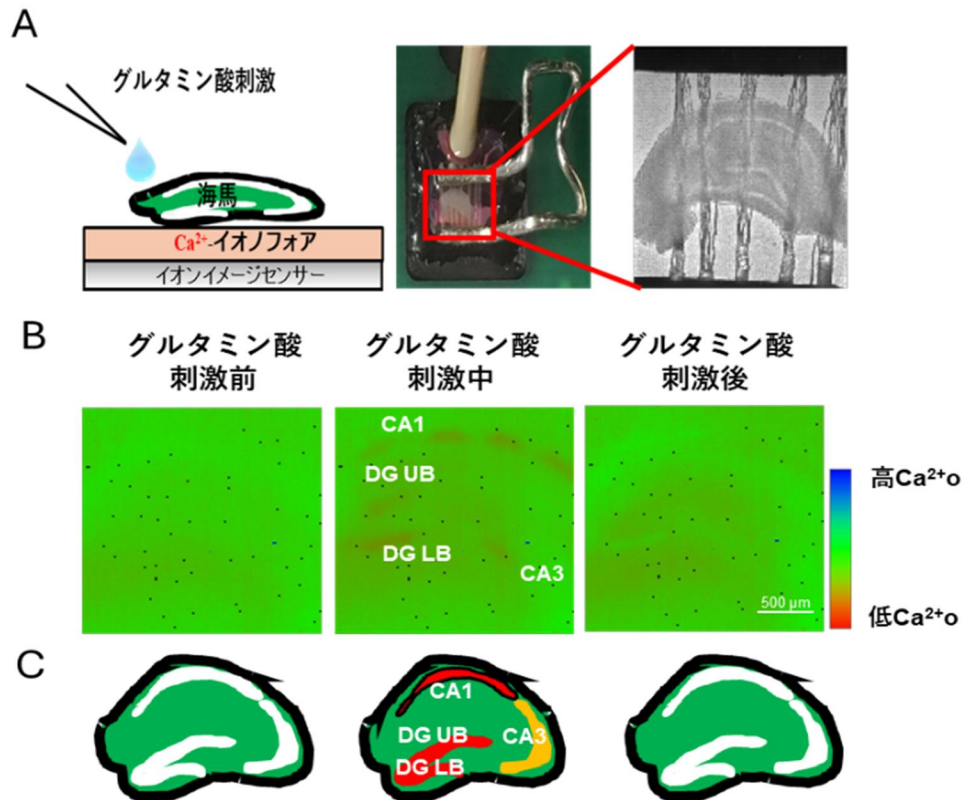 A
グルタミン酸刺激
海馬
Ca²⁺-イオノフォア
イオンイメージセンサー
B
グルタミン酸
刺激前
グルタミン酸
刺激中
グルタミン酸
刺激後
CA1
DG UB
DG LB
CA3
500 μm
高Ca²⁺o
低Ca²⁺o
C
CA1
DG UB
CA3
DG LB